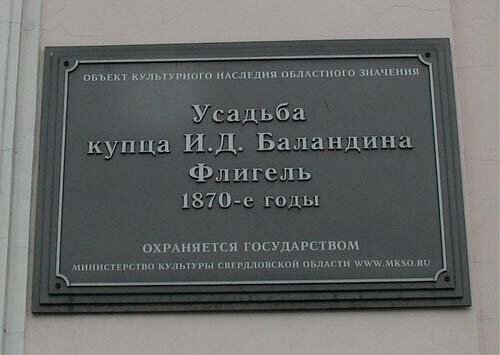 ОБЪЕКТ КУЛЬТУРНОГО НАСЛЕДИЯ ОБЛАСТНОГО ЗНАЧЕНИЯ
Усадьба
купца И.Д. Баландина
Флигель
1870-е годы
ОХРАНЯЕТСЯ ГОСУДАРСТВОМ
МИНИСТЕРСТВО КУЛЬТУРЫ СВЕРДЛОВСКОЙ ОБЛАСТИ WWW.MKSO.RU